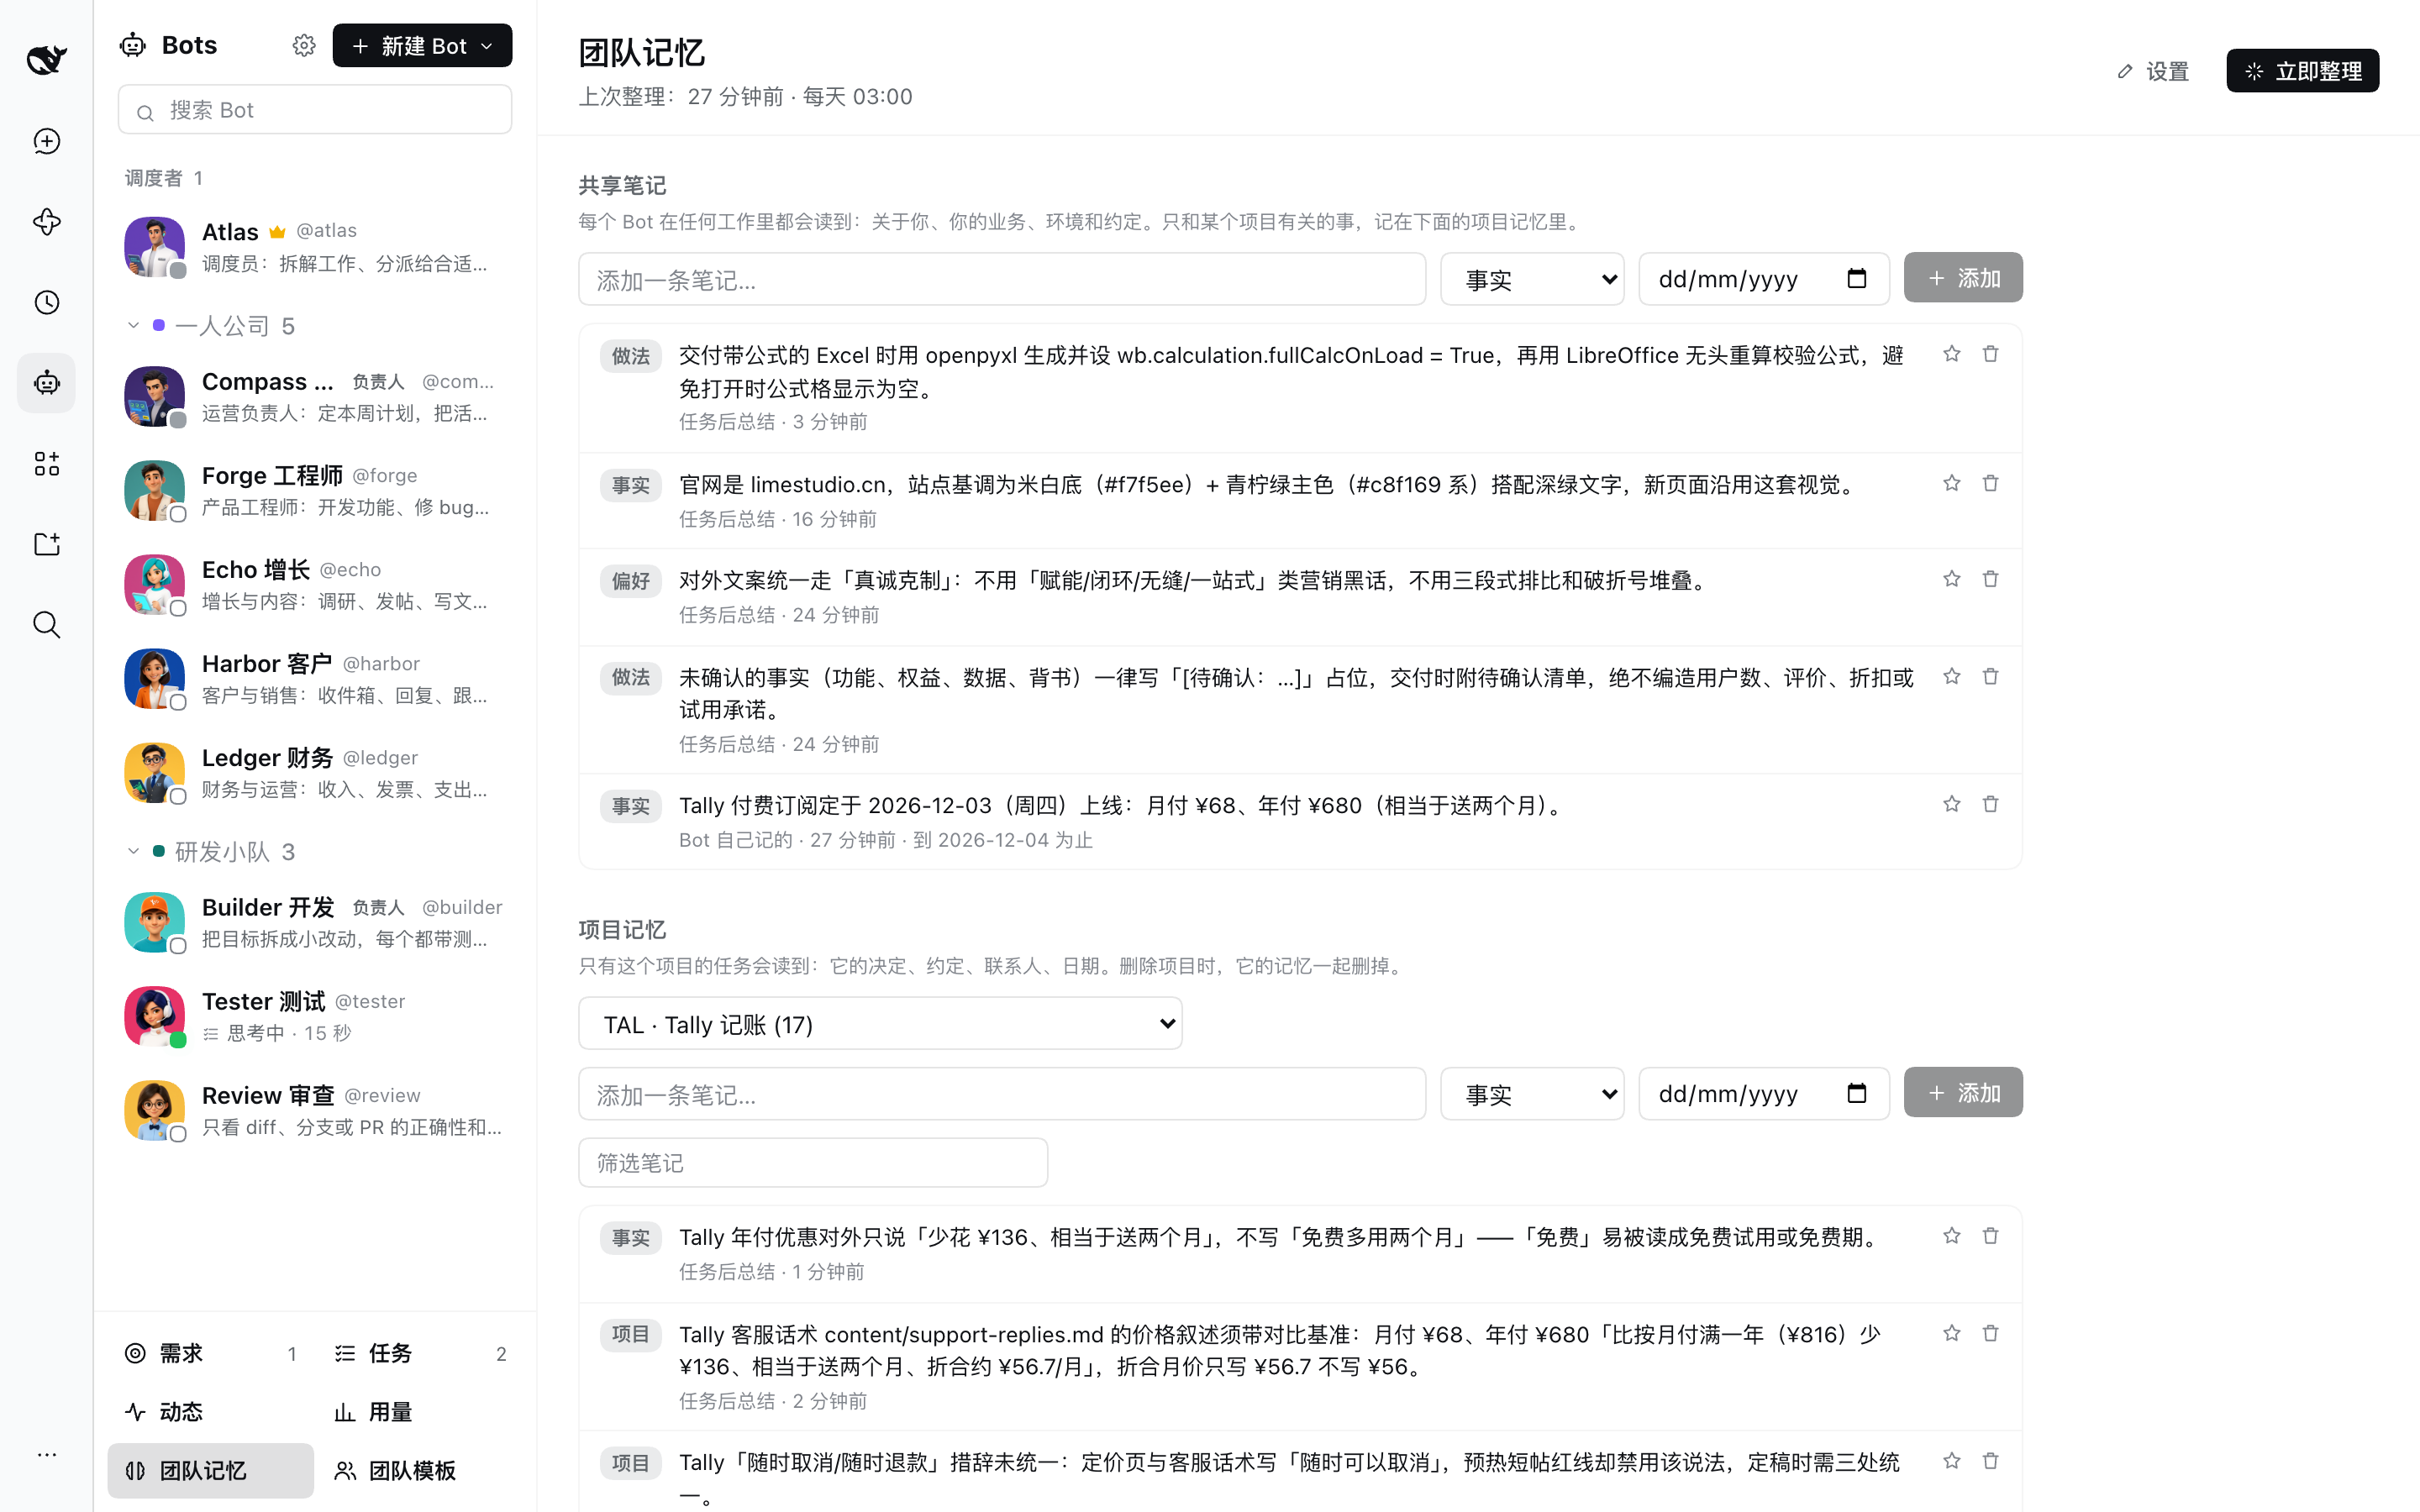 Bots
+ 新建 Bot
搜索 Bot
调度者 1
Atlas @atlas
调度员：拆解工作、分派给合适...
一人公司 5
Compass ... 负责人 @com...
运营负责人：定本周计划，把活...
Forge 工程师 @forge
产品工程师：开发功能、修 bug...
Echo 增长 @echo
增长与内容：调研、发帖、写文...
Harbor 客户 @harbor
客户与销售：收件箱、回复、跟...
Ledger 财务 @ledger
财务与运营：收入、发票、支出...
研发小队 3
Builder 开发 负责人 @builder
把目标拆成小改动，每个都带测...
Tester 测试 @tester
思考中 · 15 秒
Review 审查 @review
只看 diff、分支或 PR 的正确性和...
需求 1
任务 2
动态
用量
团队记忆
团队模板
团队记忆
上次整理：27 分钟前 · 每天 03:00
设置
立即整理
共享笔记
每个 Bot 在任何工作里都会读到：关于你、你的业务、环境和约定。只和某个项目有关的事，记在下面的项目记忆里。
添加一条笔记...
事实
dd/mm/yyyy
+ 添加
做法
交付带公式的 Excel 时用 openpyxl 生成并设 wb.calculation.fullCalcOnLoad = True，再用 LibreOffice 无头重算校验公式，避
免打开时公式格显示为空。
任务后总结 · 3 分钟前
事实
官网是 limestudio.cn，站点基调为米白底（#f7f5ee）+ 青柠绿主色（#c8f169 系）搭配深绿文字，新页面沿用这套视觉。
任务后总结 · 16 分钟前
偏好
对外文案统一走「真诚克制」：不用「赋能/闭环/无缝/一站式」类营销黑话，不用三段式排比和破折号堆叠。
任务后总结 · 24 分钟前
做法
未确认的事实（功能、权益、数据、背书）一律写「[待确认：...]」占位，交付时附待确认清单，绝不编造用户数、评价、折扣或
试用承诺。
任务后总结 · 24 分钟前
事实
Tally 付费订阅定于 2026-12-03（周四）上线：月付 ¥68、年付 ¥680（相当于送两个月）。
Bot 自己记的 · 27 分钟前 · 到 2026-12-04 为止
项目记忆
只有这个项目的任务会读到：它的决定、约定、联系人、日期。删除项目时，它的记忆一起删掉。
TAL · Tally 记账 (17)
添加一条笔记...
事实
dd/mm/yyyy
+ 添加
筛选笔记
事实
Tally 年付优惠对外只说「少花 ¥136、相当于送两个月」，不写「免费多用两个月」——「免费」易被读成免费试用或免费期。
任务后总结 · 1 分钟前
项目
Tally 客服话术 content/support-replies.md 的价格叙述须带对比基准：月付 ¥68、年付 ¥680「比按月付满一年（¥816）少
¥136、相当于送两个月、折合约 ¥56.7/月」，折合月价只写 ¥56.7 不写 ¥56。
任务后总结 · 2 分钟前
项目
Tally「随时取消/随时退款」措辞未统一：定价页与客服话术写「随时可以取消」，预热短帖红线却禁用该说法，定稿时需三处统
一。